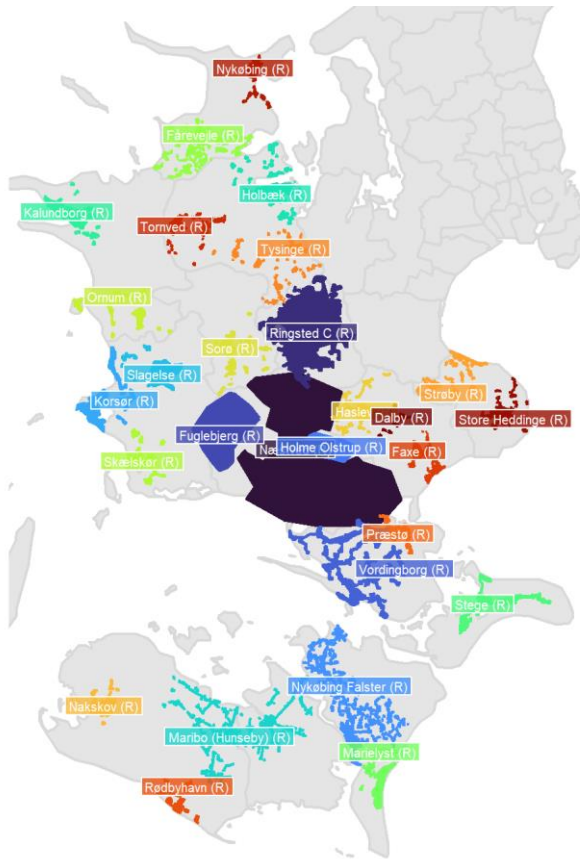 Nykøbing (R)
Fårevejle (R)
Holbæk (R)
Kalundborg (R)
Tornved (R)
Tysinge (R)
Ornum (R)
Ringsted C (R)
Sorø (R)
Slagelse (R)
Strøby (R)
Korsør (R)
Haslev
Dalby (R)
Store Heddinge (R)
Fuglebjerg (R)
Holme Olstrup (R)
Faxe (R)
Skælskør (R)
Præstø (R)
Vordingborg (R)
Stege (R)
Nykøbing Falster (R)
Nakskov (R)
Maribo (Hunseby) (R)
Marielyst (R)
Rødbyhavn (R)